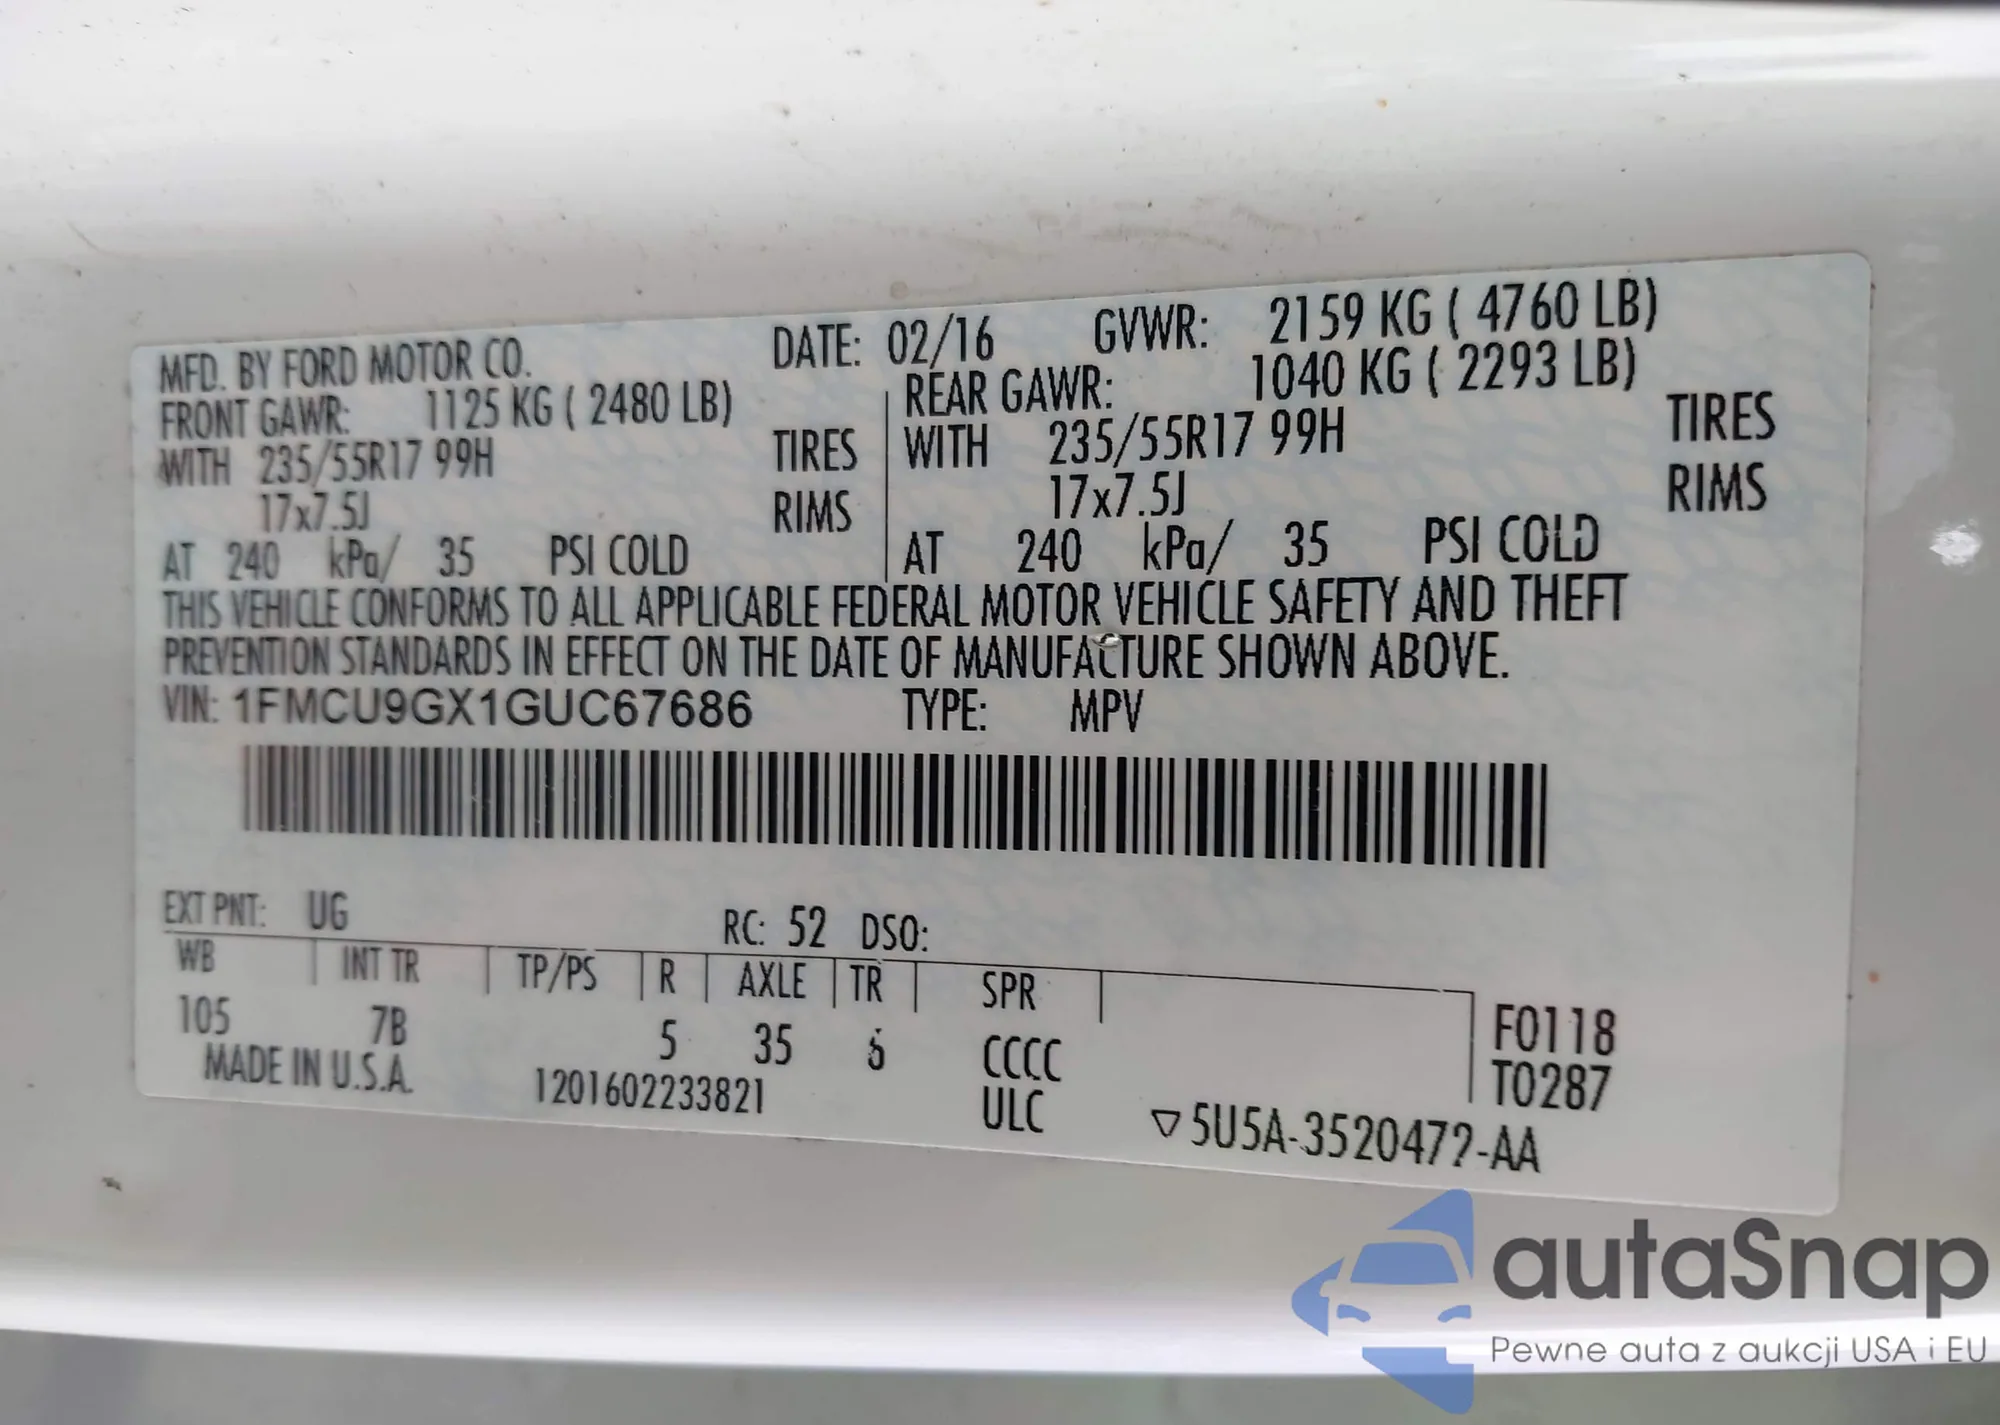 MFD. BY FORD MOTOR CO. DATE: 02/16 GVWR: 2159 KG ( 4760 LB)
FRONT GAWR: 1125 KG ( 2480 LB) REAR GAWR: 1040 KG ( 2293 LB)
WITH 235/55R17 99H TIRES WITH 235/55R17 99H TIRES
17x7.5J RIMS 17x7.5J RIMS
AT 240 kPa/ 35 PSI COLD AT 240 kPa/ 35 PSI COLD
THIS VEHICLE CONFORMS TO ALL APPLICABLE FEDERAL MOTOR VEHICLE SAFETY AND THEFT
PREVENTION STANDARDS IN EFFECT ON THE DATE OF MANUFACTURE SHOWN ABOVE.
VIN: 1FMCU9GX1GUC67686 TYPE: MPV
EXT PNT: UG RC: 52 DSO:
WB INT TR TP/PS R AXLE TR SPR
105 7B 5 35 6 CCCC F0118
MADE IN U.S.A. 1201602233821 ULC T0287
▽5U5A-3520472-AA
autaSnap
Pewne auta z aukcji USA i EU